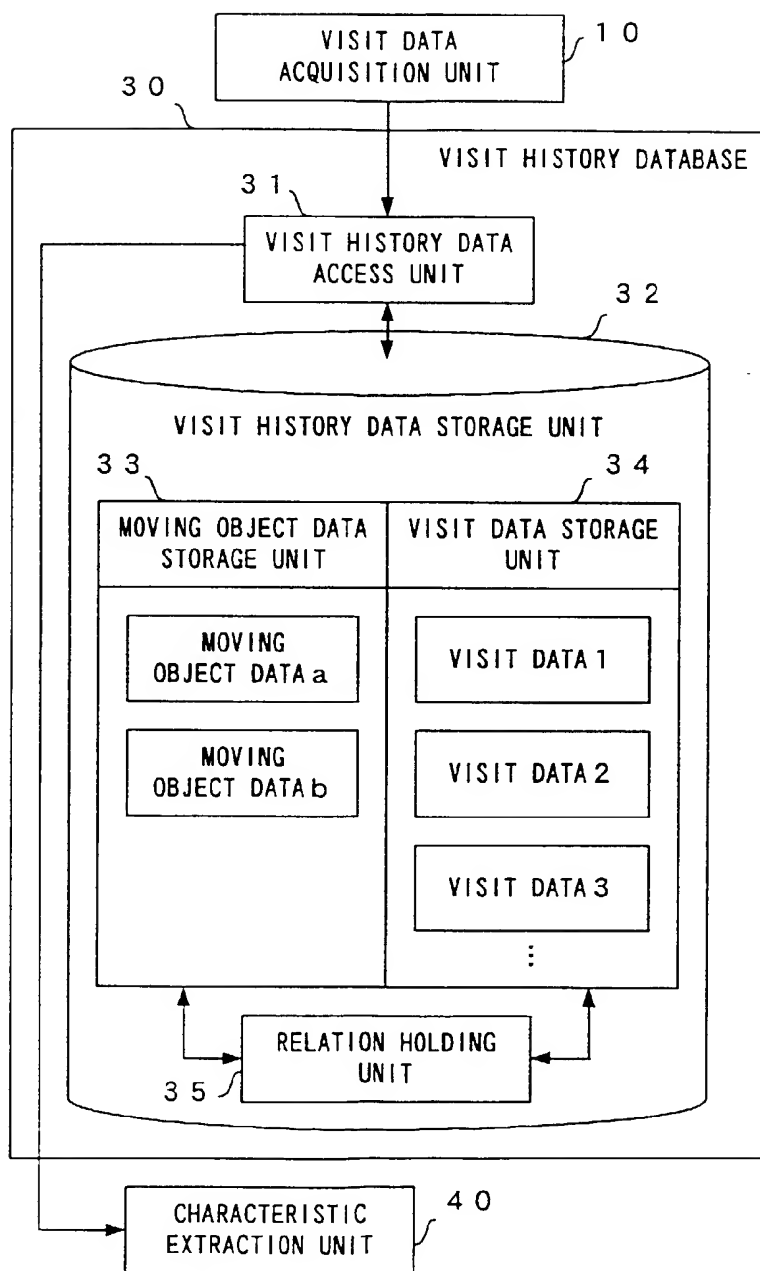 VISIT DATA
ACQUISITION UNIT
10
30
VISIT HISTORY DATABASE
31
VISIT HISTORY DATA
ACCESS UNIT
32
VISIT HISTORY DATA STORAGE UNIT
33
34
MOVING OBJECT DATA
STORAGE UNIT
VISIT DATA STORAGE
UNIT
MOVING
OBJECT DATA a
VISIT DATA 1
MOVING
OBJECT DATA b
VISIT DATA 2
VISIT DATA 3
⋮
RELATION HOLDING
UNIT
35
CHARACTERISTIC
EXTRACTION UNIT
40